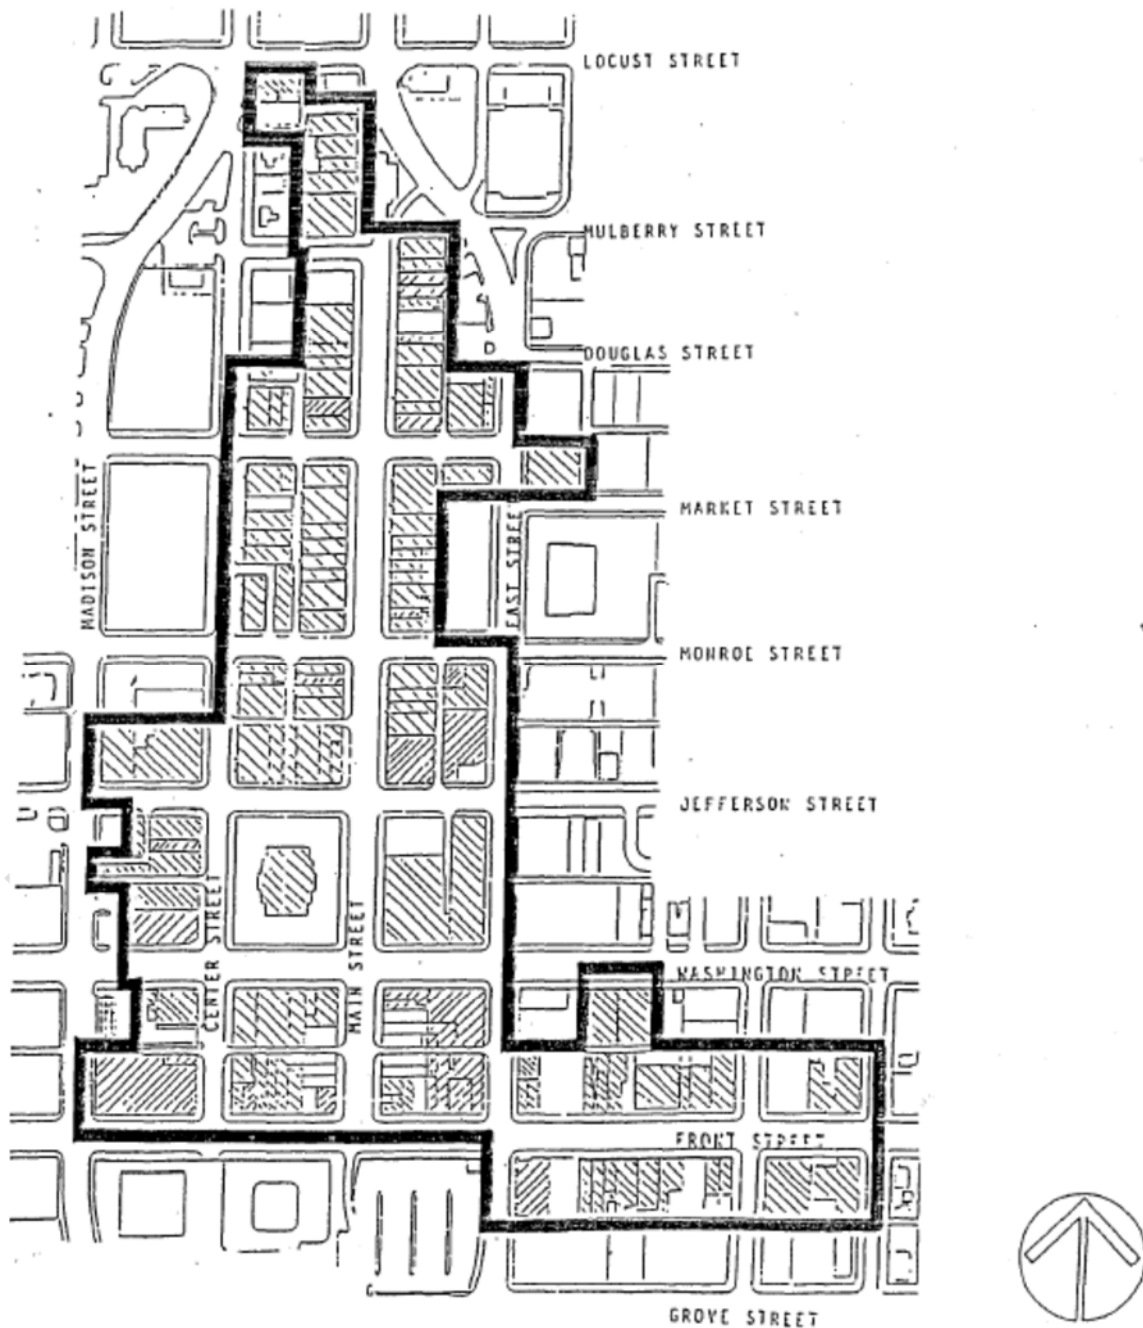 LOCUST STREET
MULBERRY STREET
DOUGLAS STREET
MADISON STREET
MARKET STREET
EAST STREET
MONROE STREET
JEFFERSON STREET
CENTER STREET
MAIN STREET
WASHINGTON STREET
FRONT STREET
GROVE STREET